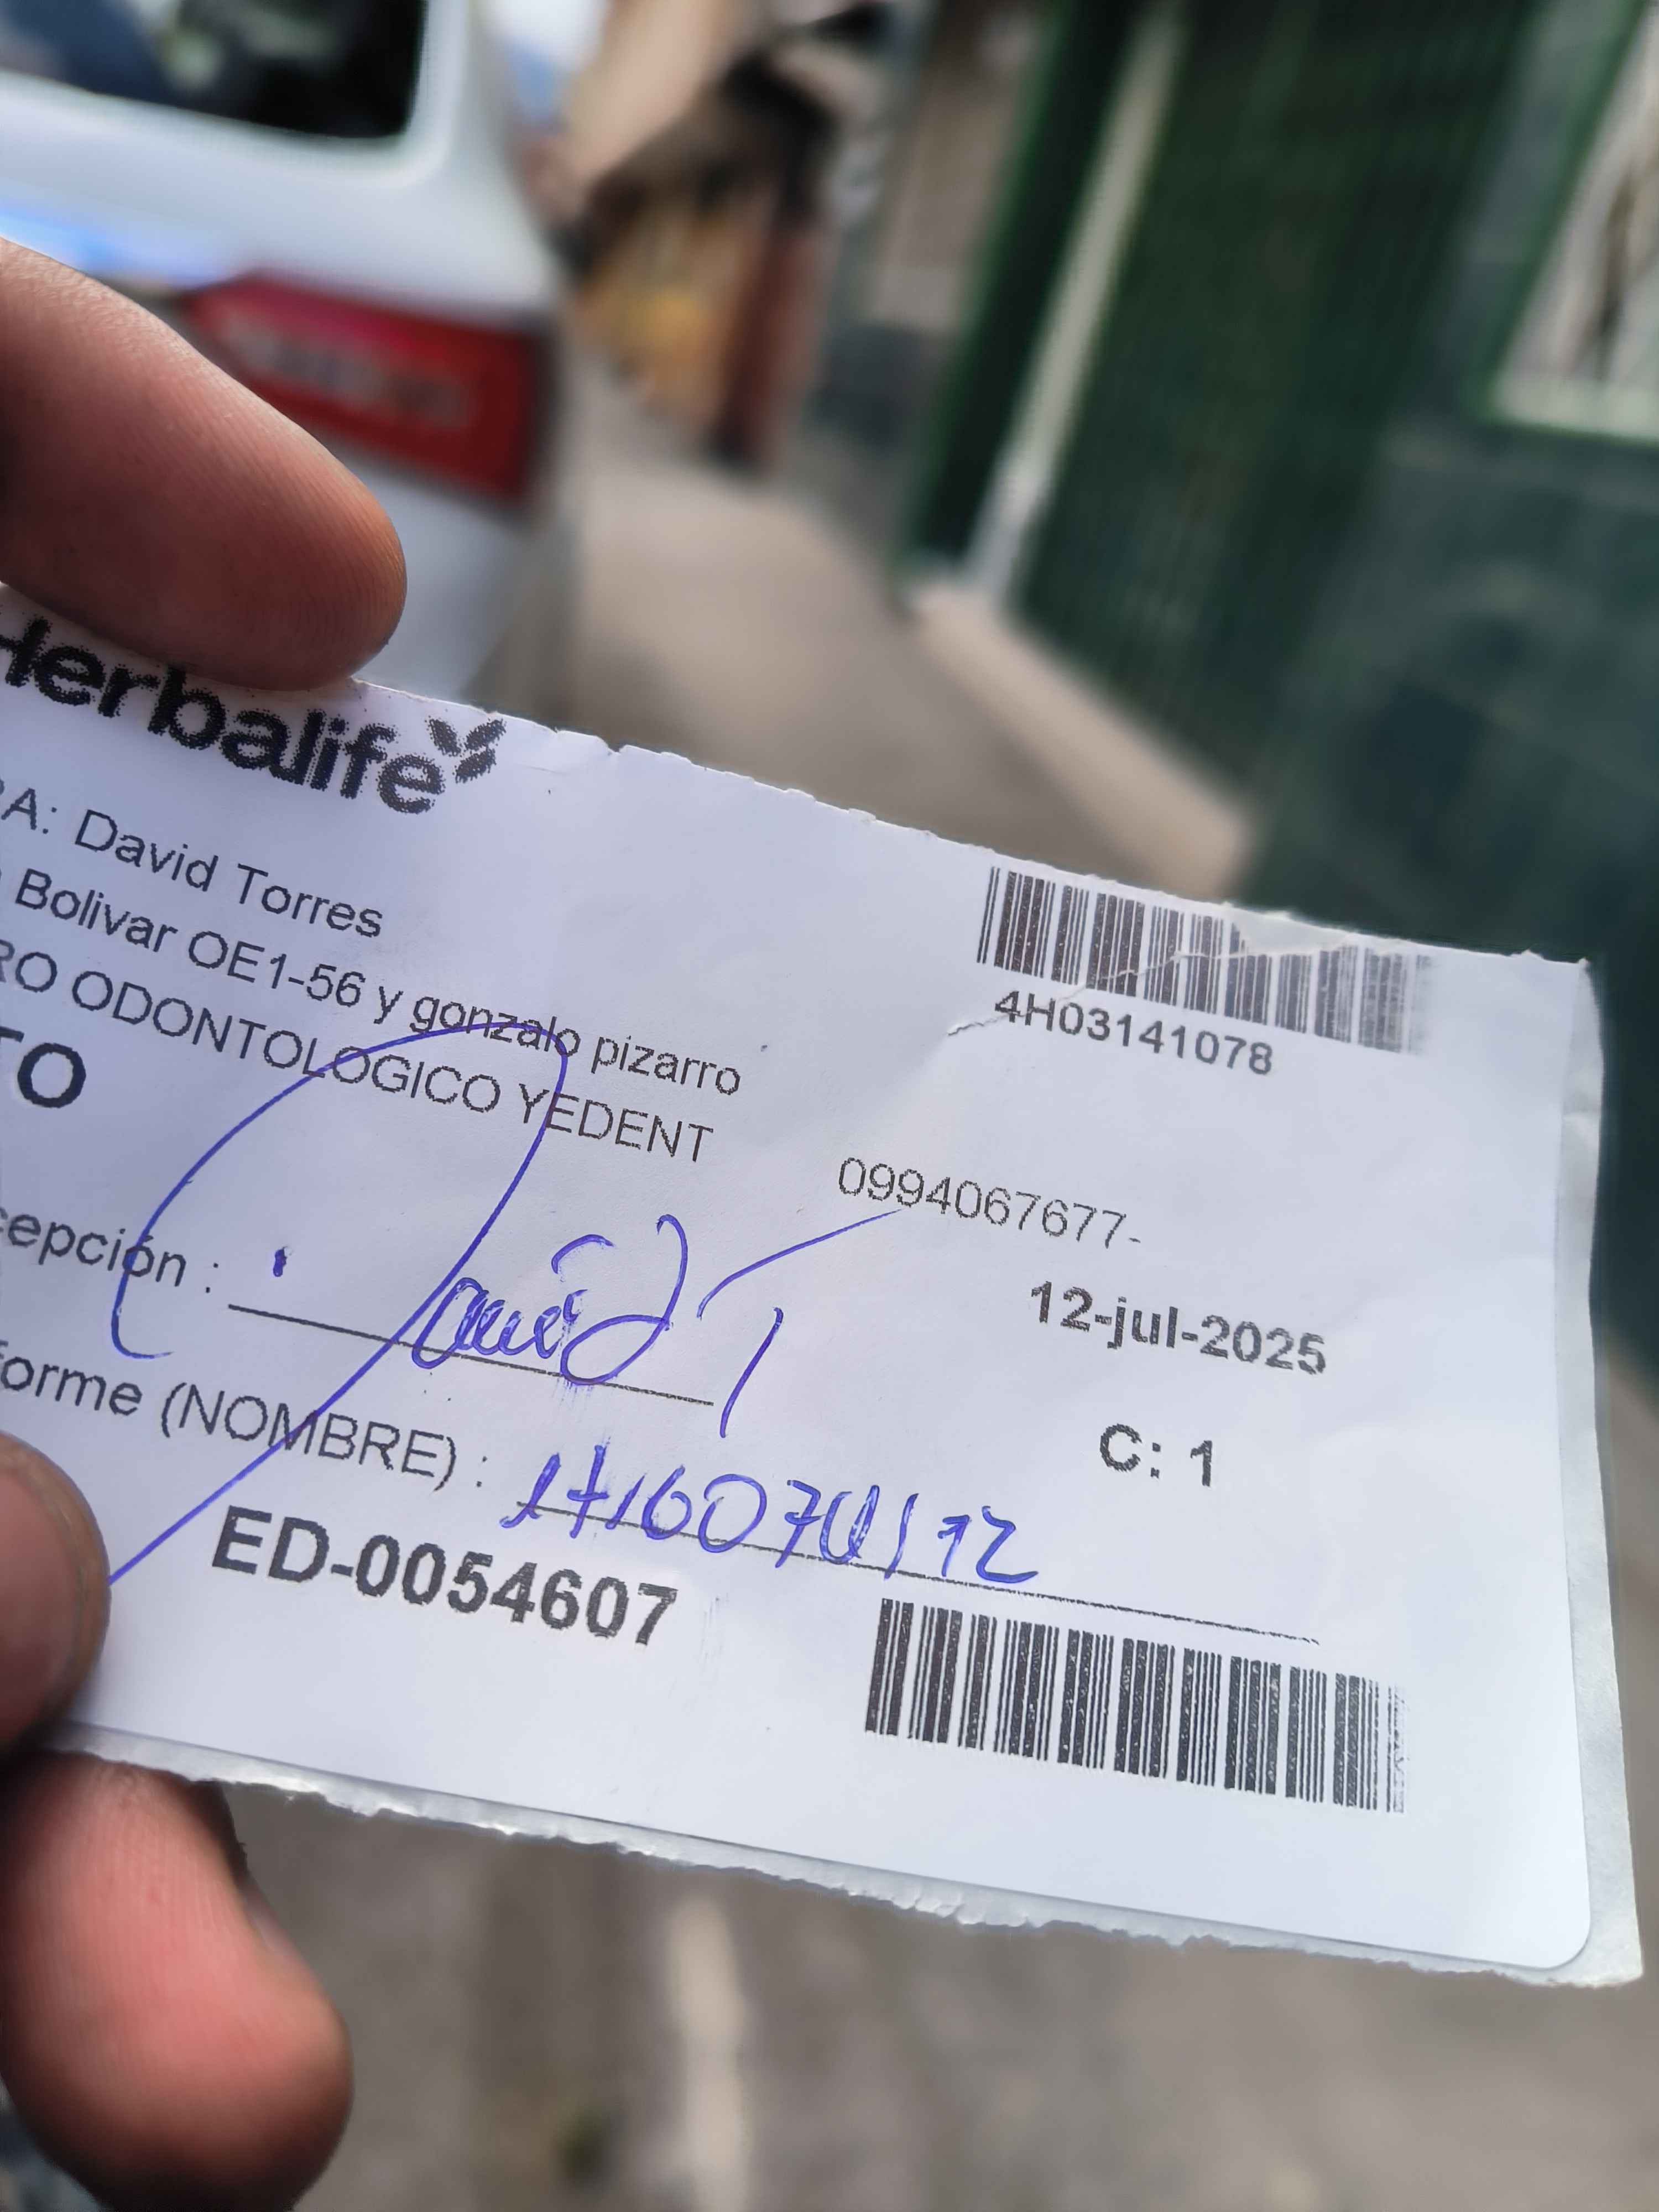 Herbalife
RA: David Torres
Bolivar OE1-56 y gonzalo pizarro
RO ODONTOLOGICO YEDENT
TO
4H03141078
0994067677-
cepción : David T
12-jul-2025
forme (NOMBRE) :
C: 1
ED-0054607